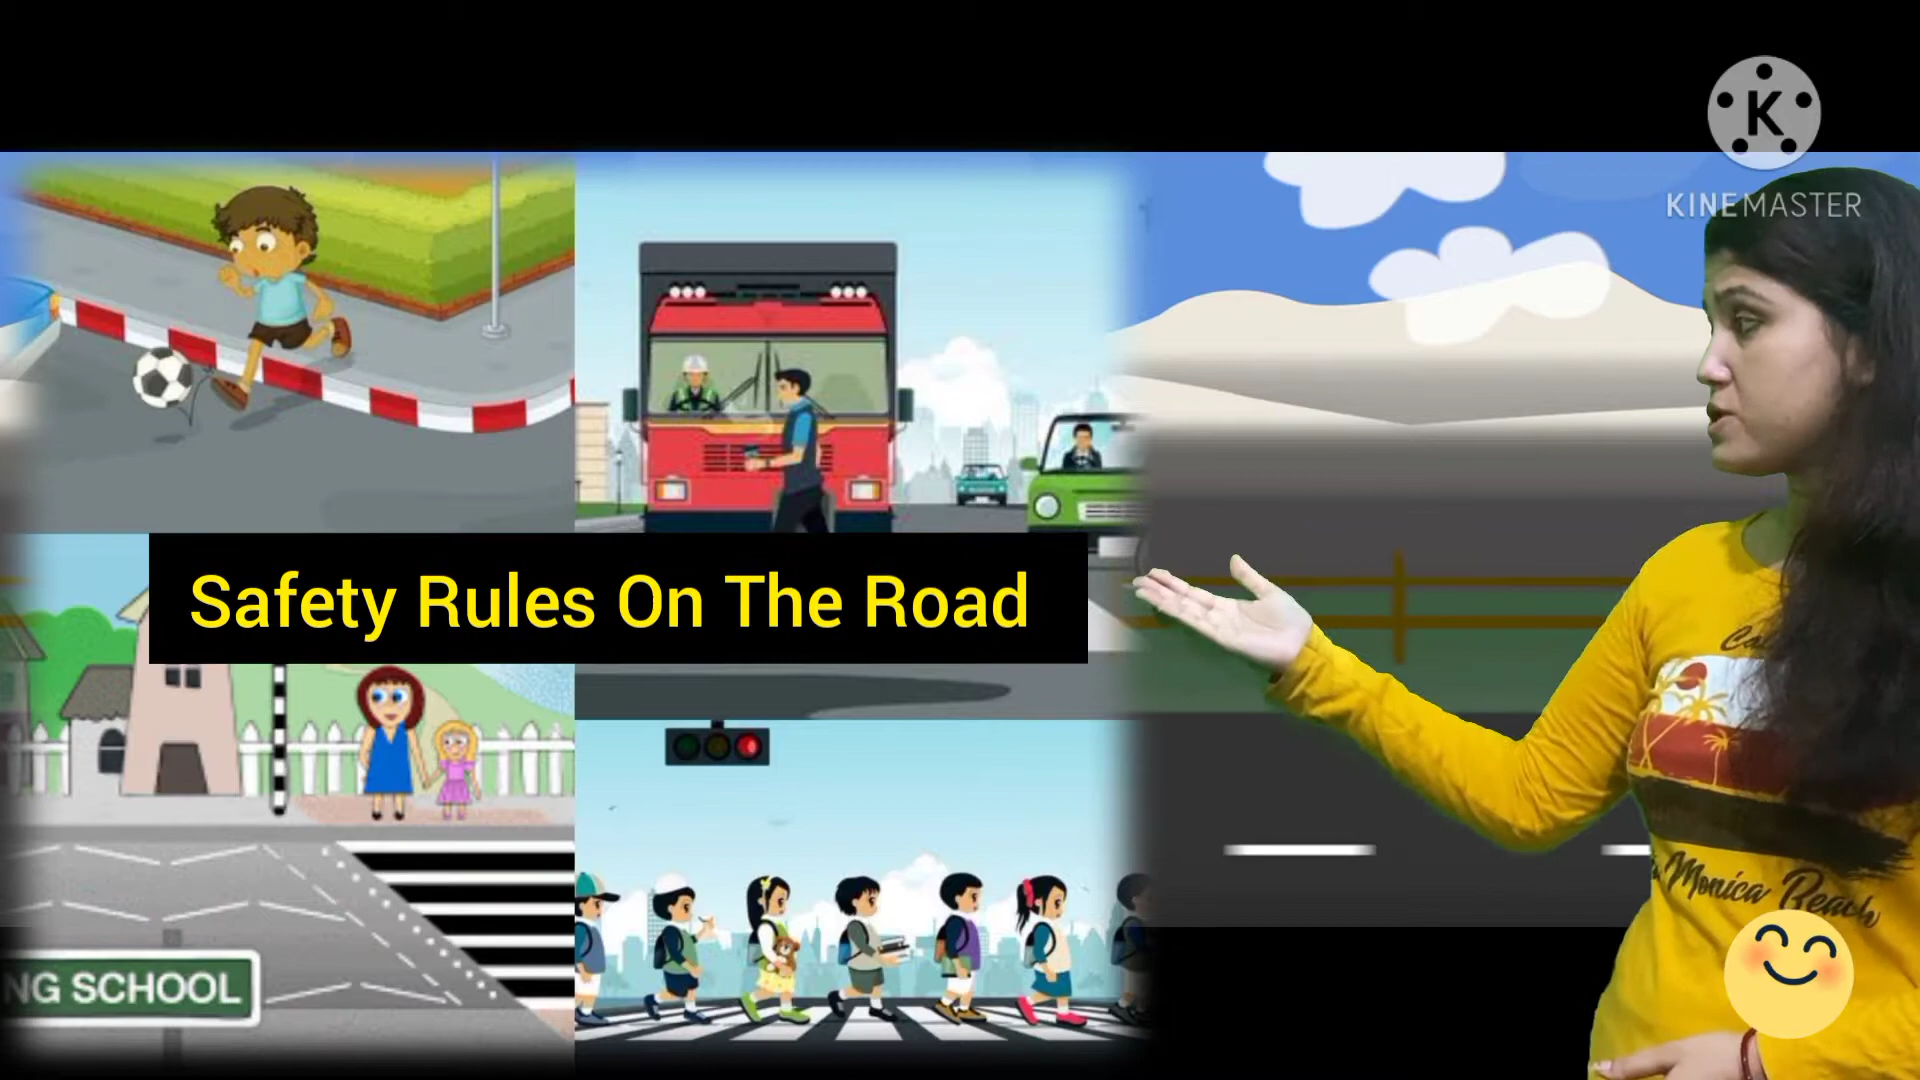 K
KINEMASTER
Safety Rules On The Road
Monica Beach
NG SCHOOL